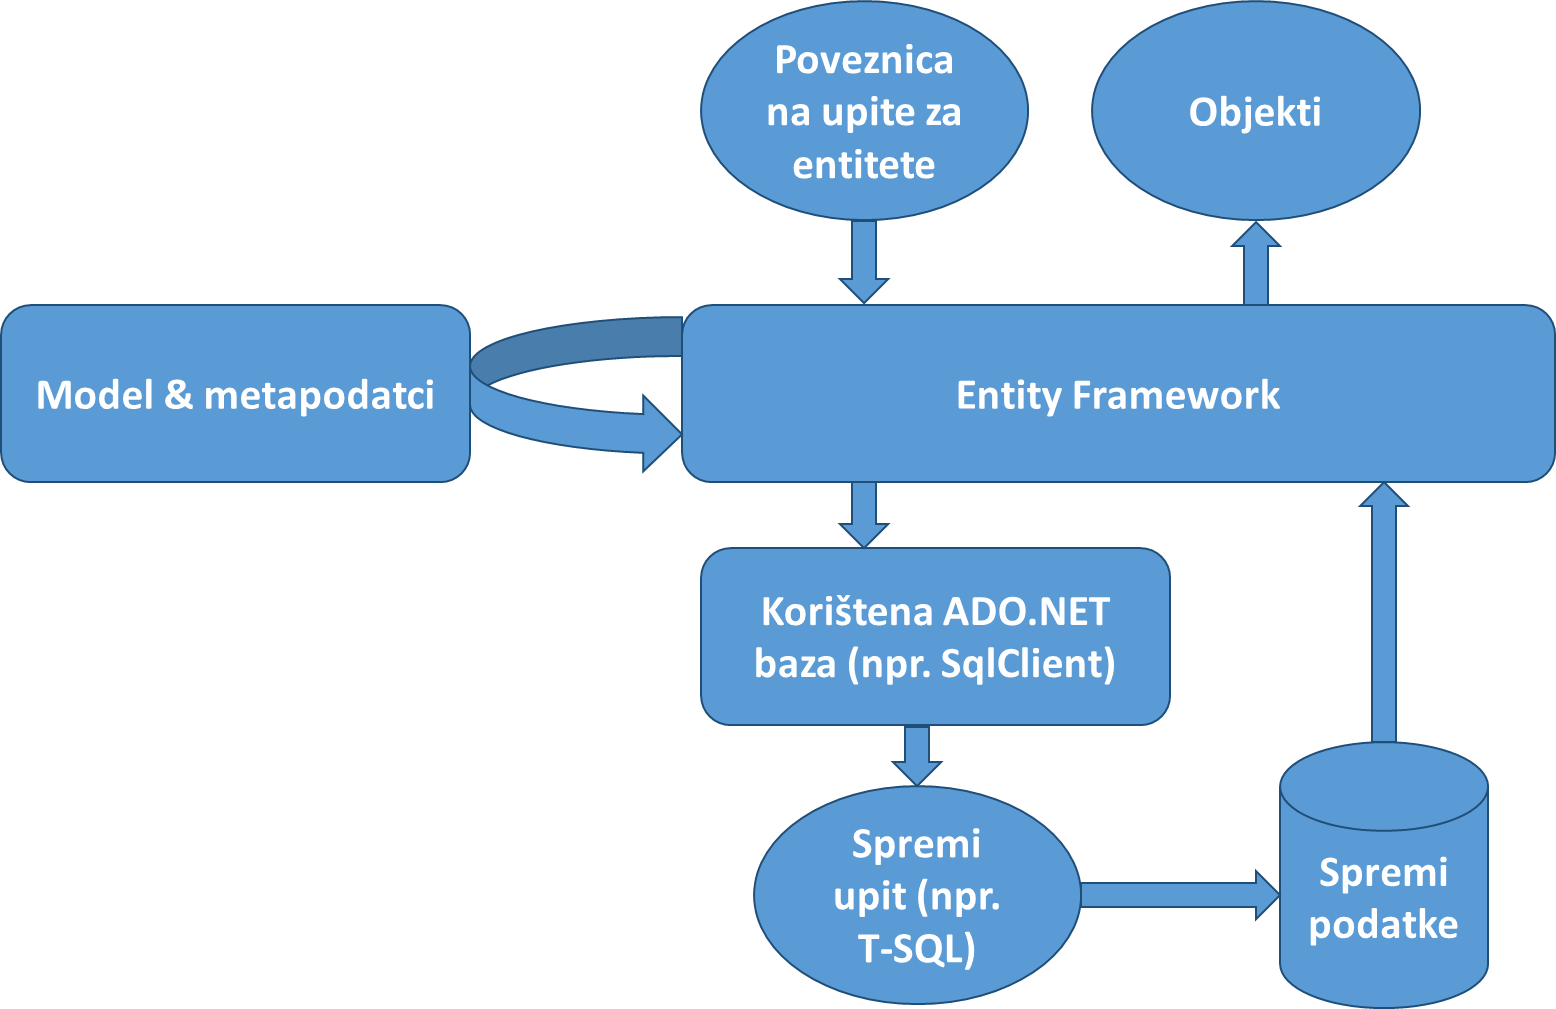 Poveznica
na upite za
entitete
Objekti
Model & metapodatci
Entity Framework
Korištena ADO.NET
baza (npr. SqlClient)
Spremi
upit (npr.
T-SQL)
Spremi
podatke